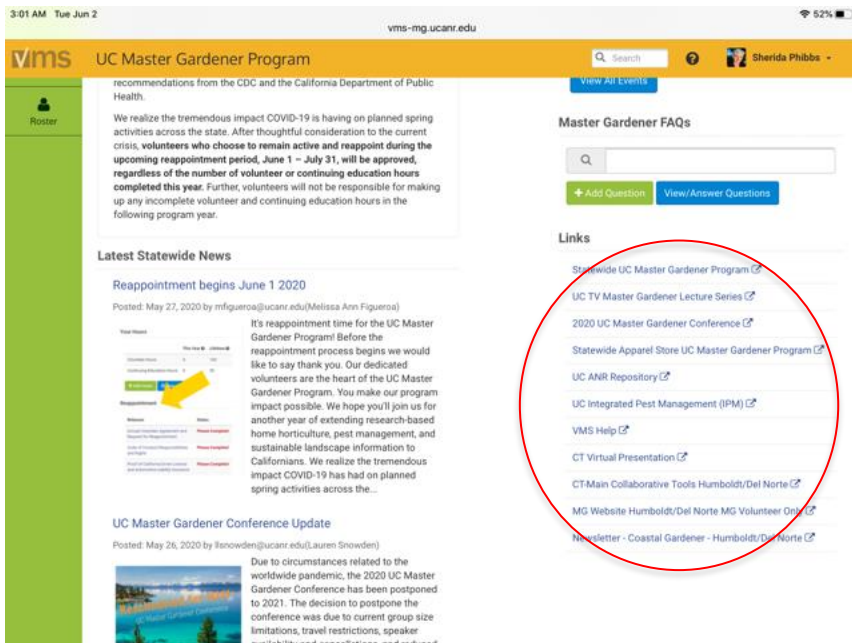 3:01 AM Tue Jun 2
vms-mg.ucanr.edu
52%
vms
UC Master Gardener Program
Search
Sherida Phibbs
Roster
recommendations from the CDC and the California Department of Public
Health.
We realize the tremendous impact COVID-19 is having on planned spring
activities across the state. After thoughtful consideration to the current
crisis, volunteers who choose to remain active and reappoint during the
upcoming reappointment period, June 1 – July 31, will be approved,
regardless of the number of volunteer or continuing education hours
completed this year. Further, volunteers will not be responsible for making
up any incomplete volunteer and continuing education hours in the
following program year.
Latest Statewide News
Reappointment begins June 1 2020
Posted: May 27, 2020 by mfigueroa@ucanr.edu(Melissa Ann Figueroa)
Your Hours
Reappointment
It's reappointment time for the UC Master
Gardener Program! Before the
reappointment process begins we would
like to say thank you. Our dedicated
volunteers are the heart of the UC Master
Gardener Program. You make our program
impact possible. We hope you'll join us for
another year of extending research-based
home horticulture, pest management, and
sustainable landscape information to
Californians. We realize the tremendous
impact COVID-19 has had on planned
spring activities across the...
UC Master Gardener Conference Update
Posted: May 26, 2020 by llsnowden@ucanr.edu(Lauren Snowden)
UC Master Gardener Conference
Due to circumstances related to the
worldwide pandemic, the 2020 UC Master
Gardener Conference has been postponed
to 2021. The decision to postpone the
conference was due to current group size
limitations, travel restrictions, speaker
availability and cancellations, and reduced
View All Events
Master Gardener FAQs
+ Add Question
View/Answer Questions
Links
Statewide UC Master Gardener Program
UC TV Master Gardener Lecture Series
2020 UC Master Gardener Conference
Statewide Apparel Store UC Master Gardener Program
UC ANR Repository
UC Integrated Pest Management (IPM)
VMS Help
CT Virtual Presentation
CT-Main Collaborative Tools Humboldt/Del Norte
MG Website Humboldt/Del Norte MG Volunteer Only
Newsletter - Coastal Gardener - Humboldt/Del Norte